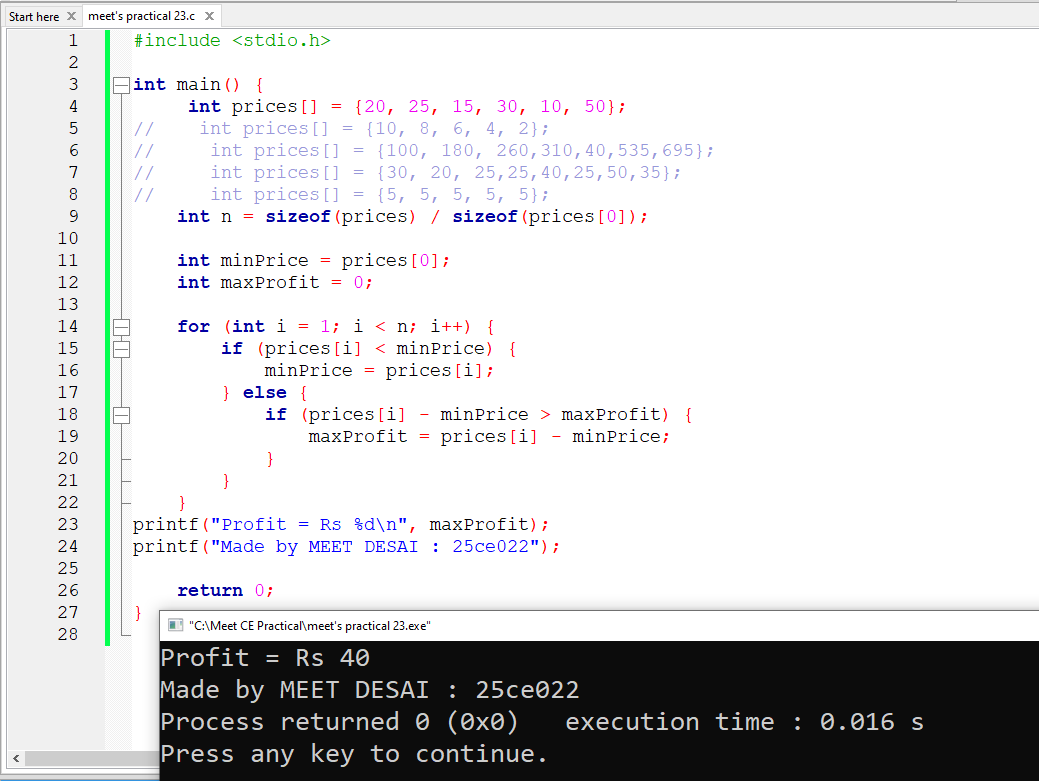 Start here X meet's practical 23.c X
1 #include <stdio.h>
2
3 int main() {
4 int prices[] = {20, 25, 15, 30, 10, 50};
5 // int prices[] = {10, 8, 6, 4, 2};
6 // int prices[] = {100, 180, 260,310,40,535,695};
7 // int prices[] = {30, 20, 25,25,40,25,50,35};
8 // int prices[] = {5, 5, 5, 5, 5};
9 int n = sizeof(prices) / sizeof(prices[0]);
10
11 int minPrice = prices[0];
12 int maxProfit = 0;
13
14 for (int i = 1; i < n; i++) {
15 if (prices[i] < minPrice) {
16 minPrice = prices[i];
17 } else {
18 if (prices[i] - minPrice > maxProfit) {
19 maxProfit = prices[i] - minPrice;
20 }
21 }
22 }
23 printf("Profit = Rs %d\n", maxProfit);
24 printf("Made by MEET DESAI : 25ce022");
25
26 return 0;
27 }
28
"C:\Meet CE Practical\meet's practical 23.exe"
Profit = Rs 40
Made by MEET DESAI : 25ce022
Process returned 0 (0x0) execution time : 0.016 s
Press any key to continue.